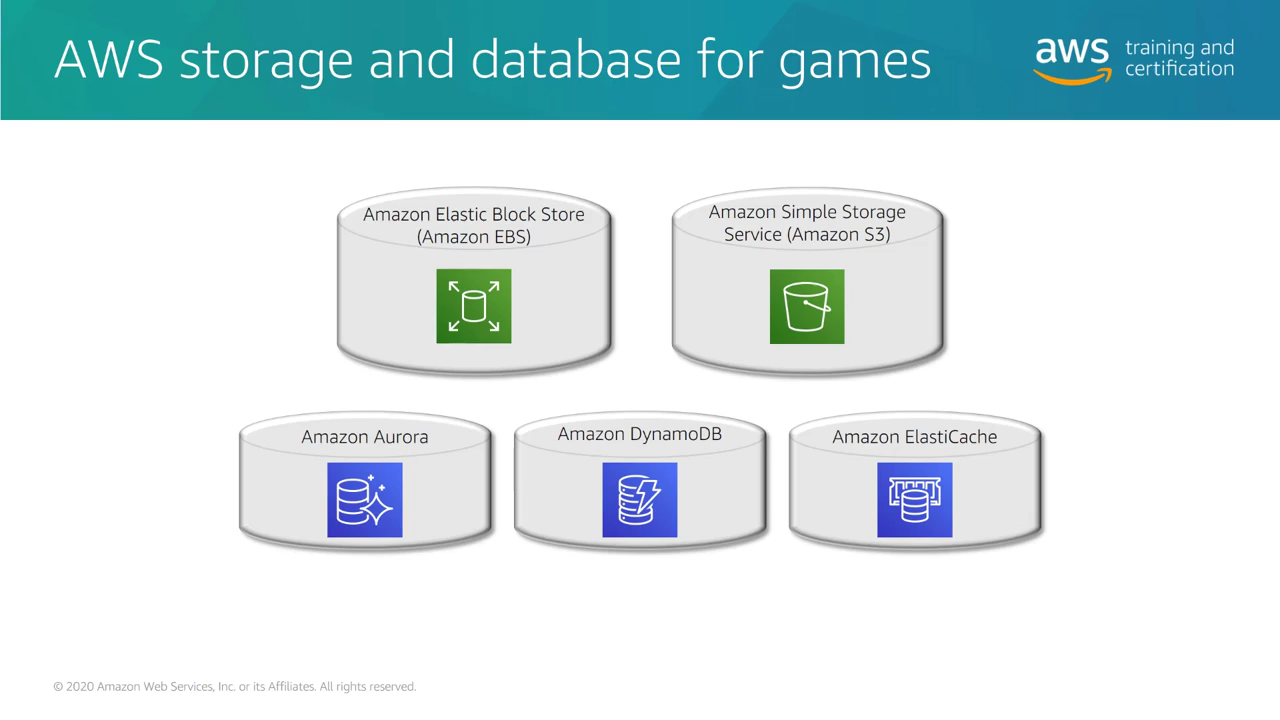 AWS storage and database for games
aws training and
certification
Amazon Elastic Block Store
(Amazon EBS)
Amazon Simple Storage
Service (Amazon S3)
Amazon Aurora
Amazon DynamoDB
Amazon ElastiCache
© 2020 Amazon Web Services, Inc. or its Affiliates. All rights reserved.